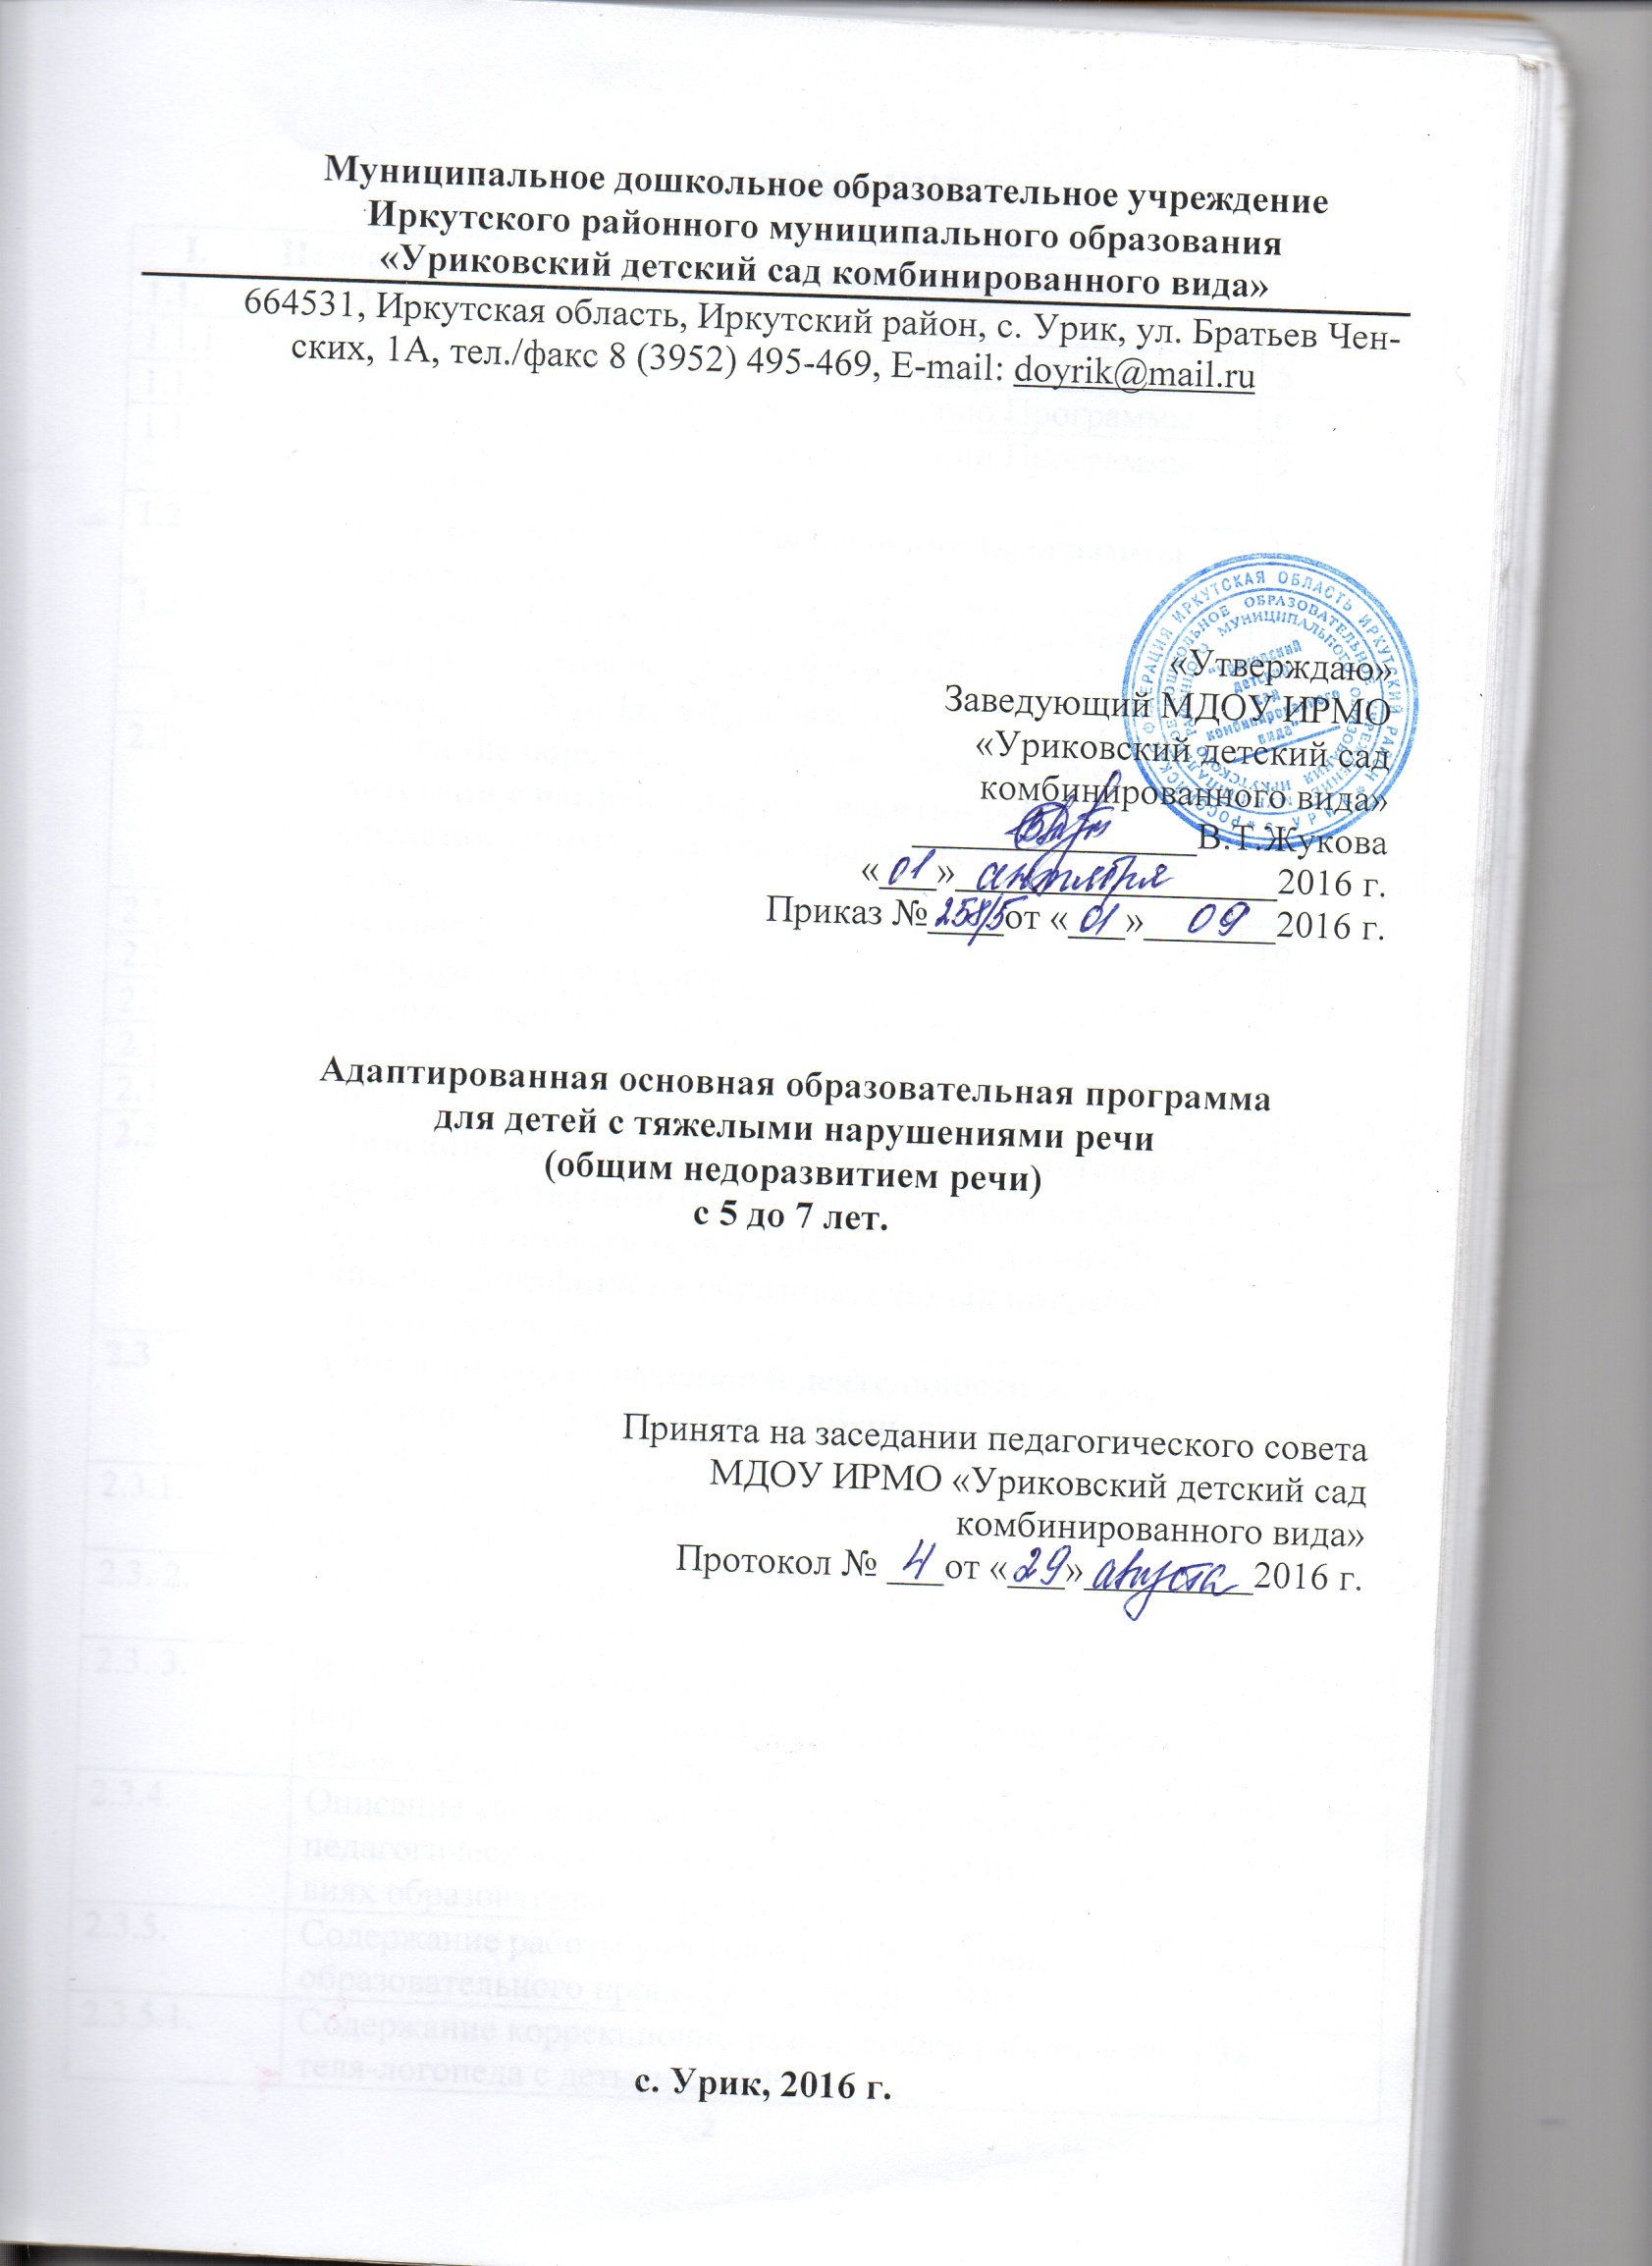 Муниципальное дошкольное образовательное учреждение
Иркутского районного муниципального образования
«Уриковский детский сад комбинированного вида»
664531, Иркутская область, Иркутский район, с. Урик, ул. Братьев Чен-
ских, 1А, тел./факс 8 (3952) 495-469, E-mail: doyrik@mail.ru
«Утверждаю»
Заведующий МДОУ ИРМО
«Уриковский детский сад
комбинированного вида»
_______________В.Т.Жукова
«01» сентября 2016 г.
Приказ №258/5от «01» 09 2016 г.
Адаптированная основная образовательная программа
для детей с тяжелыми нарушениями речи
(общим недоразвитием речи)
с 5 до 7 лет.
Принята на заседании педагогического совета
МДОУ ИРМО «Уриковский детский сад
комбинированного вида»
Протокол № 4 от «29» августа 2016 г.
с. Урик, 2016 г.